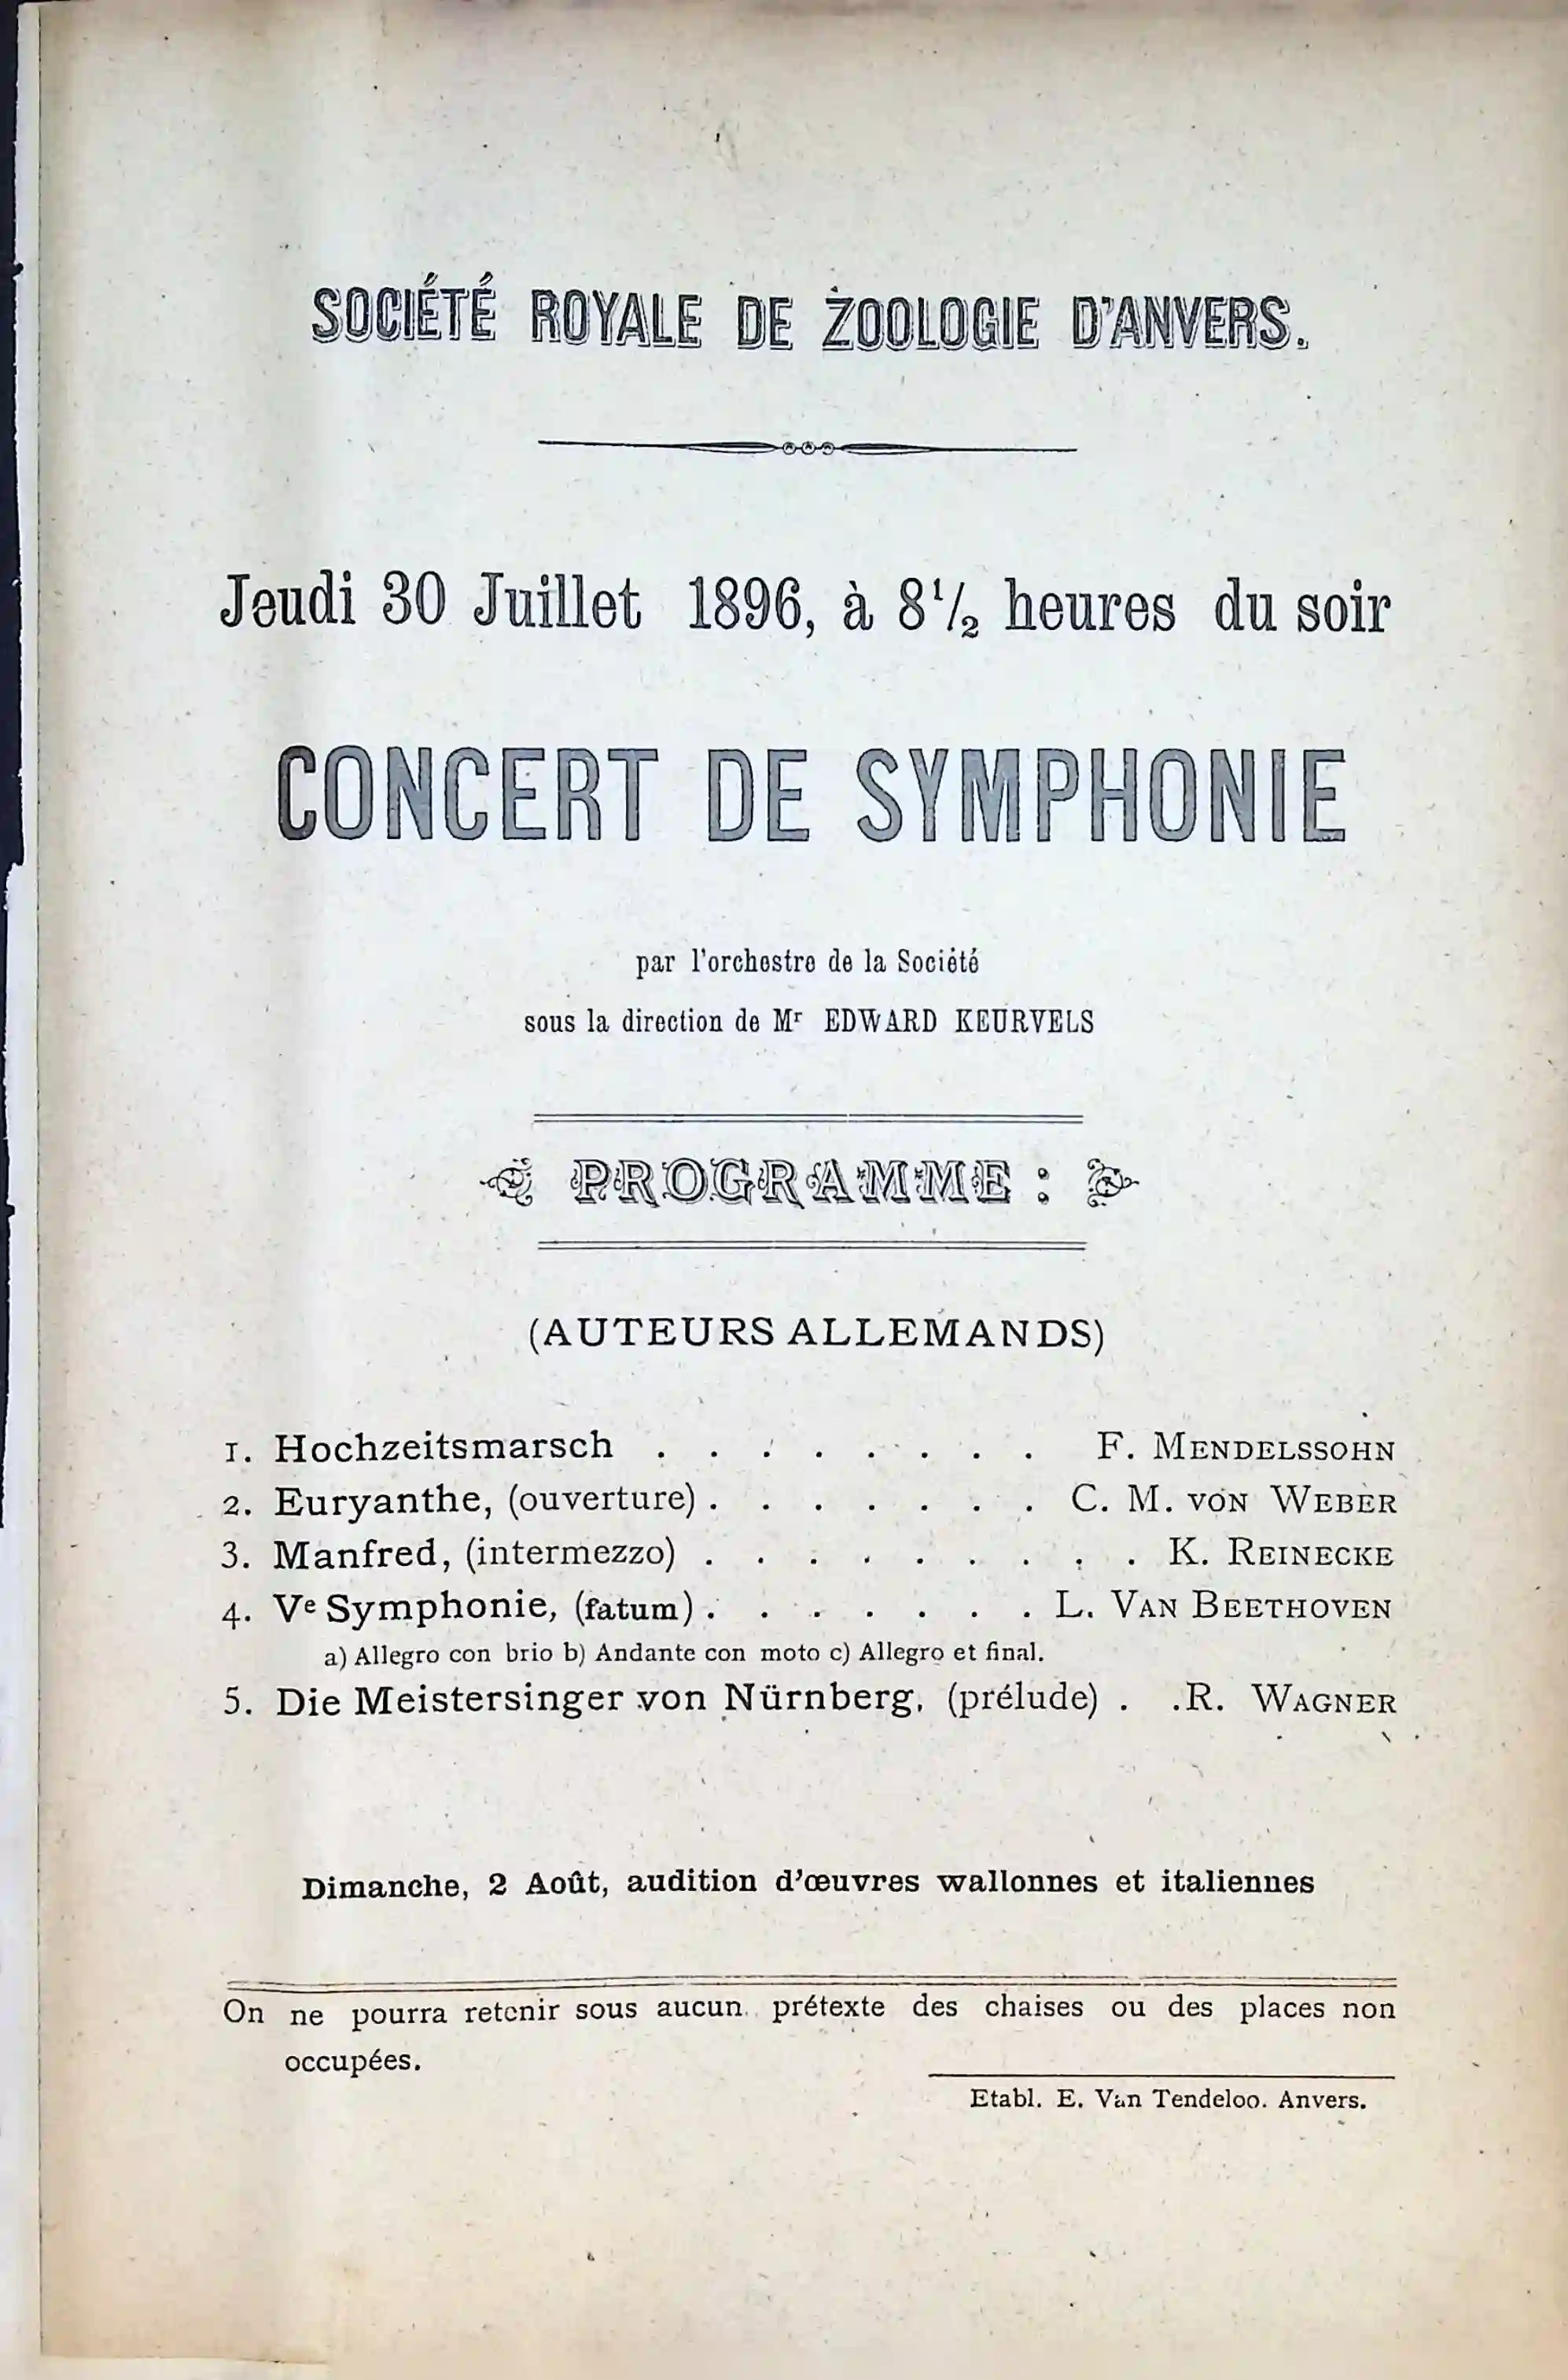 SOCIÉTÉ ROYALE DE ZOOLOGIE D'ANVERS.
Jeudi 30 Juillet 1896, à 8 1/2 heures du soir
CONCERT DE SYMPHONIE
par l'orchestre de la Société
sous la direction de Mr EDWARD KEURVELS
PROGRAMME :
(AUTEURS ALLEMANDS)
1. Hochzeitsmarsch . . . . . . . . F. MENDELSSOHN
2. Euryanthe, (ouverture) . . . . . . . C. M. VON WEBER
3. Manfred, (intermezzo) . . . . . . . . . K. REINECKE
4. Ve Symphonie, (fatum) . . . . . . . L. VAN BEETHOVEN
a) Allegro con brio b) Andante con moto c) Allegro et final.
5. Die Meistersinger von Nürnberg, (prélude) . . R. WAGNER
Dimanche, 2 Août, audition d'œuvres wallonnes et italiennes
On ne pourra retenir sous aucun prétexte des chaises ou des places non
occupées.
Etabl. E. Van Tendeloo. Anvers.